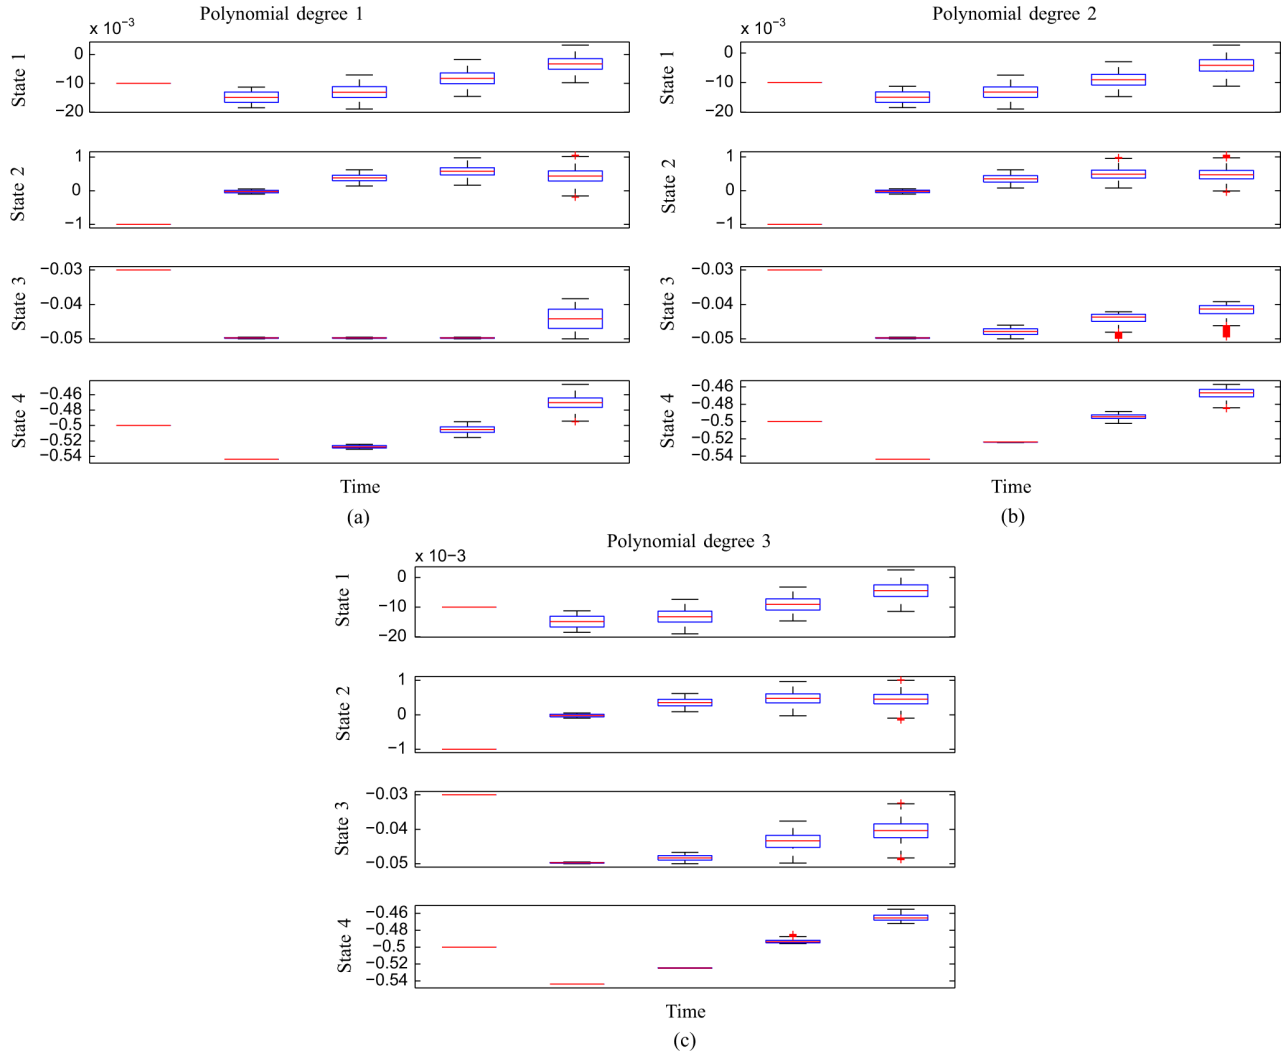 Polynomial degree 1
x 10−3
State 1
0
−10
−20
State 2
1
0
−1
State 3
−0.03
−0.04
−0.05
State 4
−0.46
−0.48
−0.5
−0.52
−0.54
Time
(a)
Polynomial degree 2
x 10−3
State 1
0
−10
−20
State 2
1
0
−1
State 3
−0.03
−0.04
−0.05
State 4
−0.46
−0.48
−0.5
−0.52
−0.54
Time
(b)
Polynomial degree 3
x 10−3
State 1
0
−10
−20
State 2
1
0
−1
State 3
−0.03
−0.04
−0.05
State 4
−0.46
−0.48
−0.5
−0.52
−0.54
Time
(c)